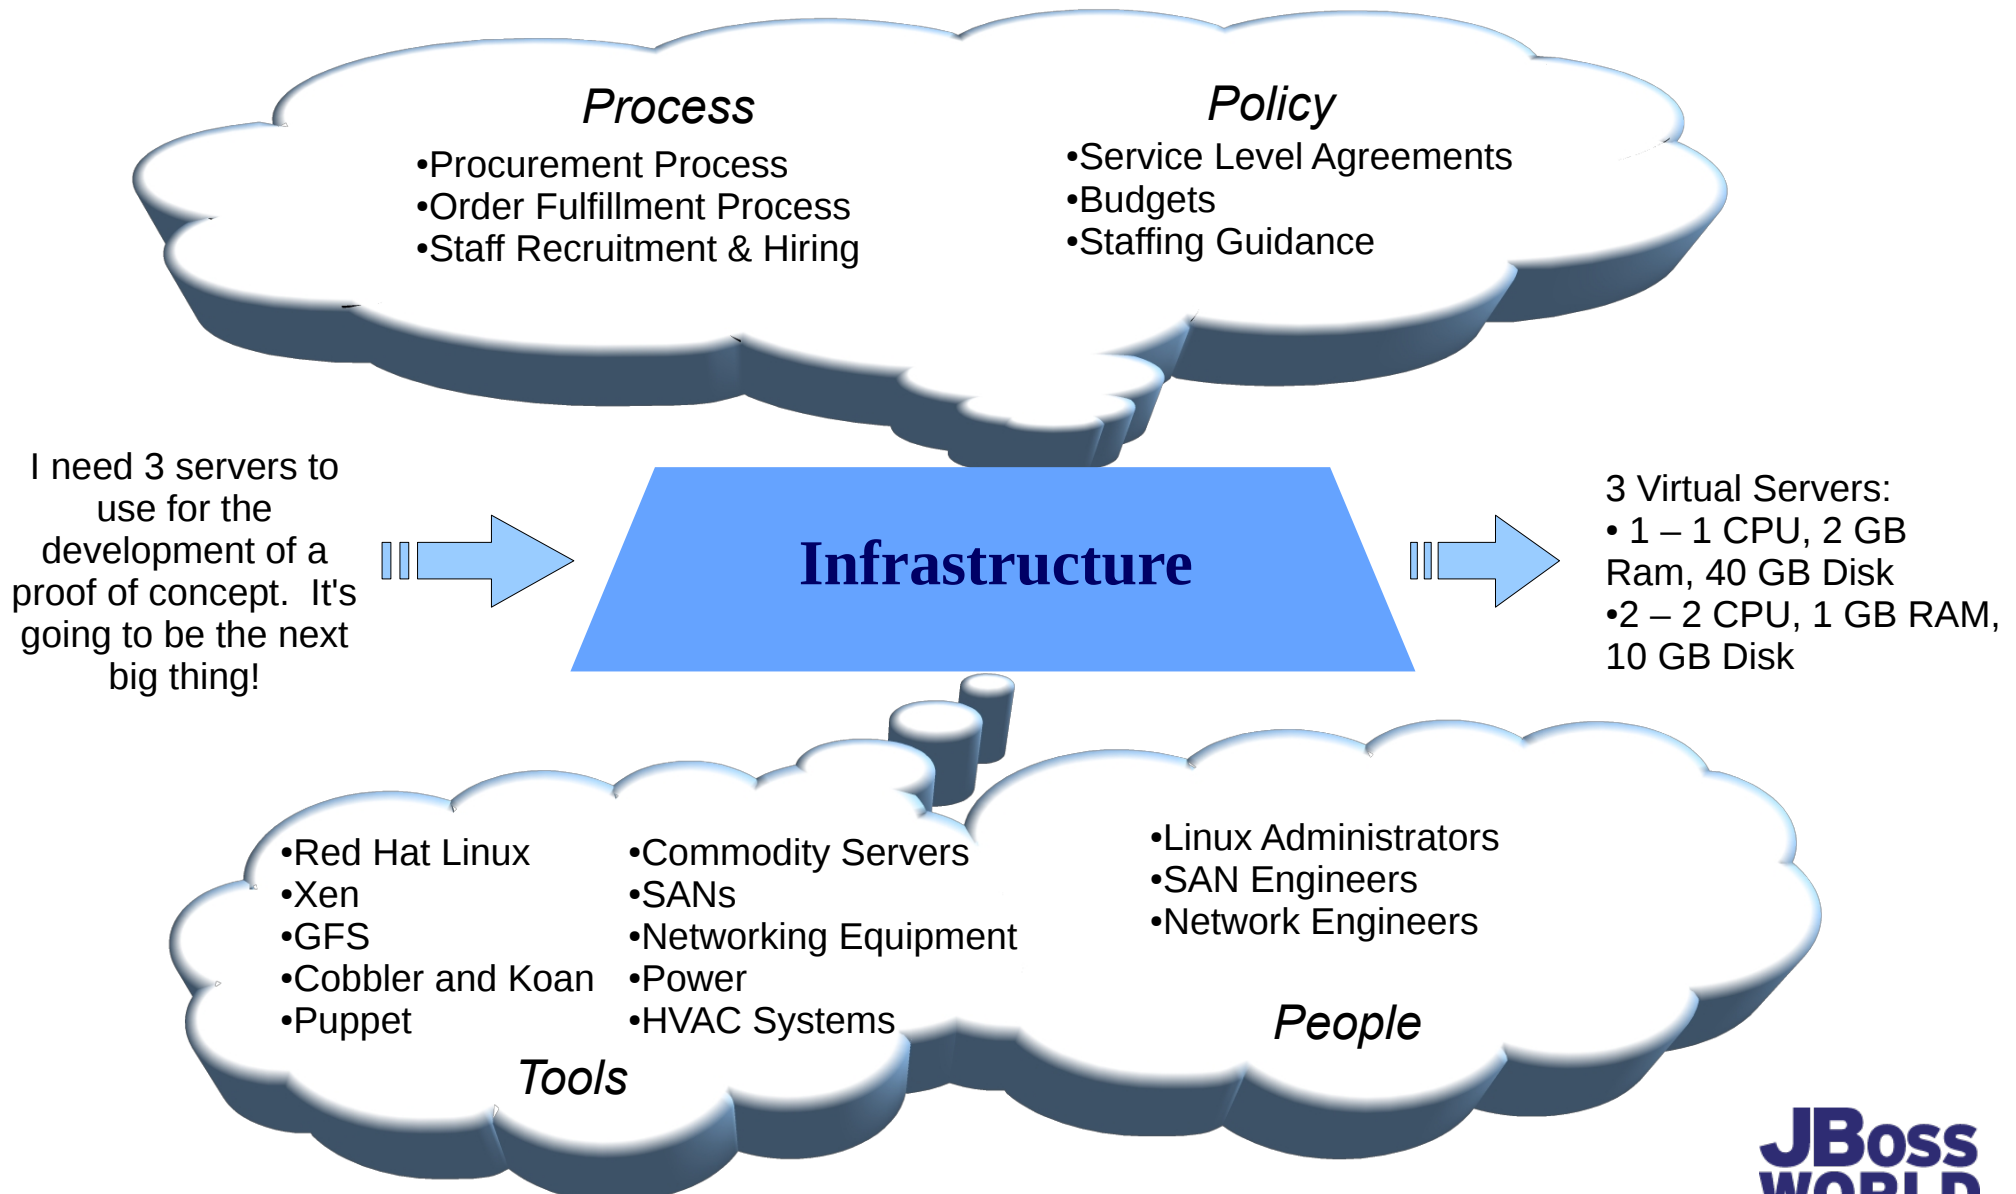 Process
•Procurement Process
•Order Fulfillment Process
•Staff Recruitment & Hiring
Policy
•Service Level Agreements
•Budgets
•Staffing Guidance
I need 3 servers to
use for the
development of a
proof of concept.  It's
going to be the next
big thing!
Infrastructure
3 Virtual Servers:
• 1 – 1 CPU, 2 GB
Ram, 40 GB Disk
•2 – 2 CPU, 1 GB RAM,
10 GB Disk
•Red Hat Linux
•Xen
•GFS
•Cobbler and Koan
•Puppet
•Commodity Servers
•SANs
•Networking Equipment
•Power
•HVAC Systems
Tools
•Linux Administrators
•SAN Engineers
•Network Engineers
People
JBoss
WORLD